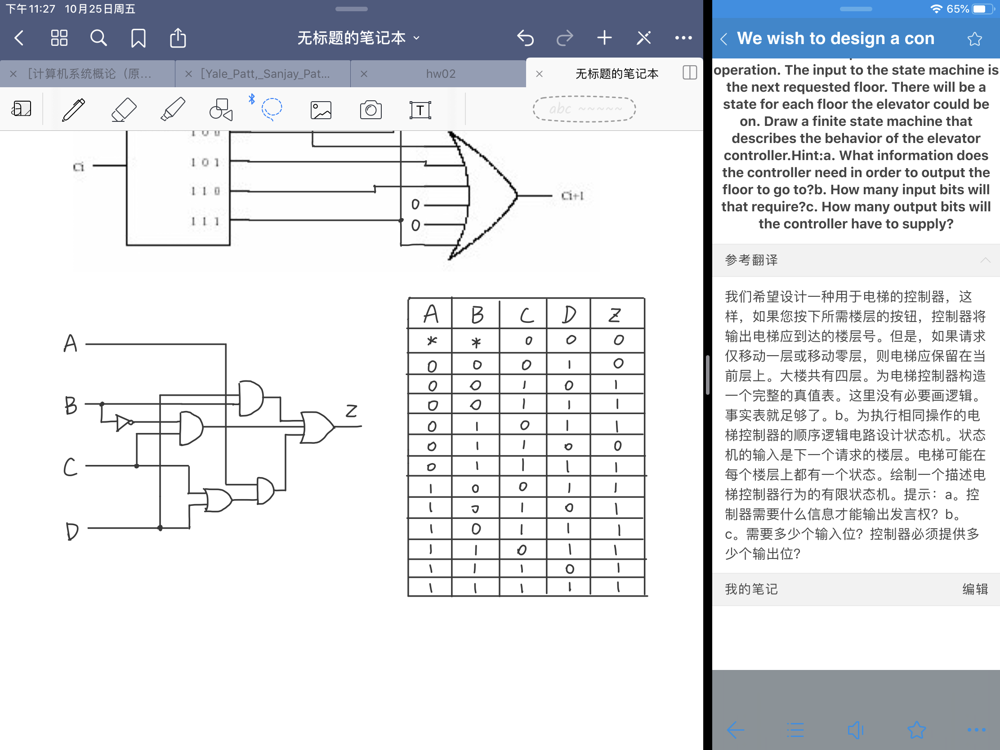 下午11:27 10月25日周五
无标题的笔记本
[计算机系统概论（原...
[Yale_Patt,_Sanjay_Pat...
hw02
无标题的笔记本
abc ~~~~~
1 0 0
1 0 1
1 1 0
1 1 1
Ci
0
0
Ci+1
A
B
C
D
Z
A B C D Z
* * 0 0 0
0 0 0 1 0
0 0 1 0 1
0 0 1 1 1
0 1 0 1 1
0 1 1 0 0
0 1 1 1 1
1 0 0 1 1
1 0 1 0 1
1 0 1 1 1
1 1 0 1 1
1 1 1 0 1
1 1 1 1 1
65%
We wish to design a con
operation. The input to the state machine is
the next requested floor. There will be a
state for each floor the elevator could be
on. Draw a finite state machine that
describes the behavior of the elevator
controller.Hint:a. What information does
the controller need in order to output the
floor to go to?b. How many input bits will
that require?c. How many output bits will
the controller have to supply?
参考翻译
我们希望设计一种用于电梯的控制器，这
样，如果您按下所需楼层的按钮，控制器将
输出电梯应到达的楼层号。但是，如果请求
仅移动一层或移动零层，则电梯应保留在当
前层上。大楼共有四层。为电梯控制器构造
一个完整的真值表。这里没有必要画逻辑。
事实表就足够了。b。为执行相同操作的电
梯控制器的顺序逻辑电路设计状态机。状态
机的输入是下一个请求的楼层。电梯可能在
每个楼层上都有一个状态。绘制一个描述电
梯控制器行为的有限状态机。提示：a。控
制器需要什么信息才能输出发言权？b。
c。需要多少个输入位？控制器必须提供多
少个输出位？
我的笔记
编辑